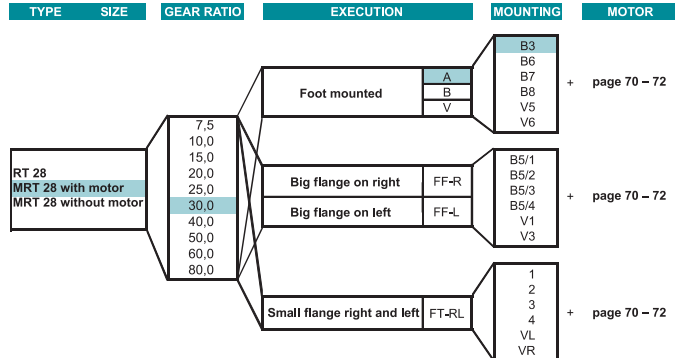 TYPE SIZE GEAR RATIO EXECUTION MOUNTING MOTOR
RT 28
MRT 28 with motor
MRT 28 without motor
7,5
10,0
15,0
20,0
25,0
30,0
40,0
50,0
60,0
80,0
Foot mounted
A
B
V
B3
B6
B7
B8
V5
V6
+ page 70 – 72
Big flange on right FF-R
Big flange on left FF-L
B5/1
B5/2
B5/3
B5/4
V1
V3
+ page 70 – 72
Small flange right and left FT-RL
1
2
3
4
VL
VR
+ page 70 – 72